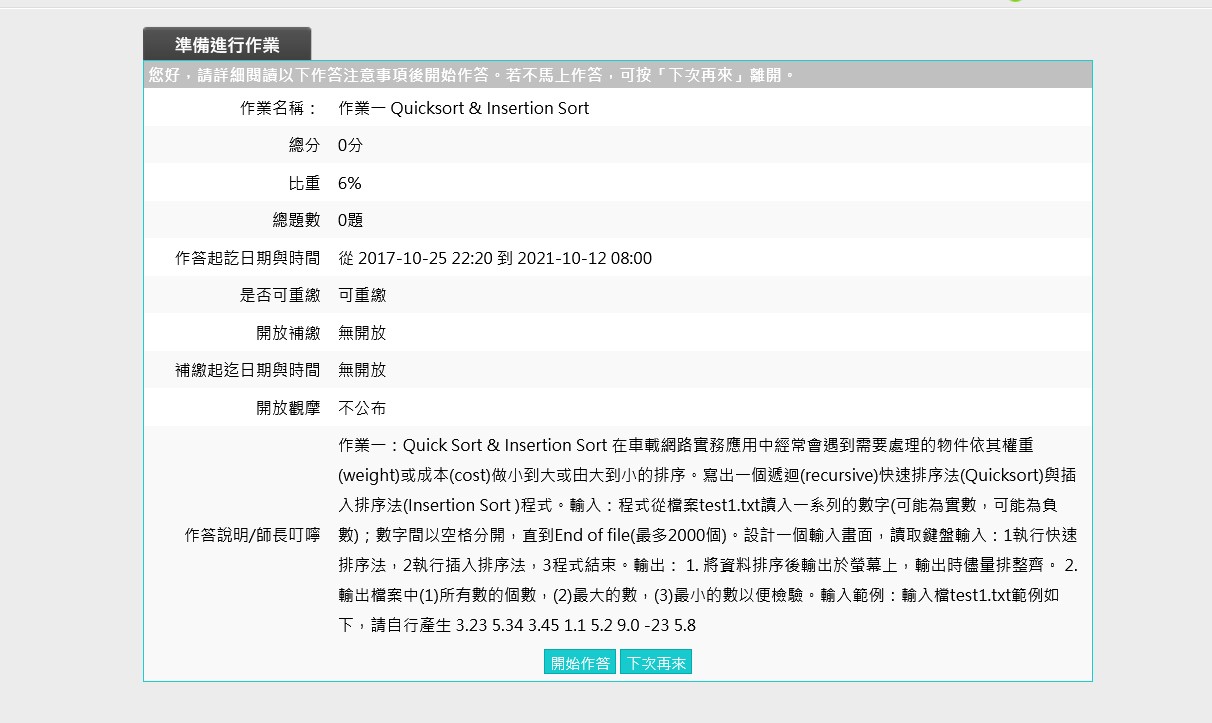 準備進行作業
您好，請詳細閱讀以下作答注意事項後開始作答。若不馬上作答，可按「下次再來」離開。
作業名稱： 作業一 Quicksort & Insertion Sort
總分 0分
比重 6%
總題數 0題
作答起訖日期與時間 從 2017-10-25 22:20 到 2021-10-12 08:00
是否可重繳 可重繳
開放補繳 無開放
補繳起迄日期與時間 無開放
開放觀摩 不公布
作答說明/師長叮嚀
作業一：Quick Sort & Insertion Sort 在車載網路實務應用中經常會遇到需要處理的物件依其權重
(weight)或成本(cost)做小到大或由大到小的排序。寫出一個遞迴(recursive)快速排序法(Quicksort)與插
入排序法(Insertion Sort )程式。輸入：程式從檔案test1.txt讀入一系列的數字(可能為實數，可能為負
數)；數字間以空格分開，直到End of file(最多2000個)。設計一個輸入畫面，讀取鍵盤輸入：1執行快速
排序法，2執行插入排序法，3程式結束。輸出： 1. 將資料排序後輸出於螢幕上，輸出時儘量排整齊。 2.
輸出檔案中(1)所有數的個數，(2)最大的數，(3)最小的數以便檢驗。輸入範例：輸入檔test1.txt範例如
下，請自行產生 3.23 5.34 3.45 1.1 5.2 9.0 -23 5.8
開始作答 下次再來